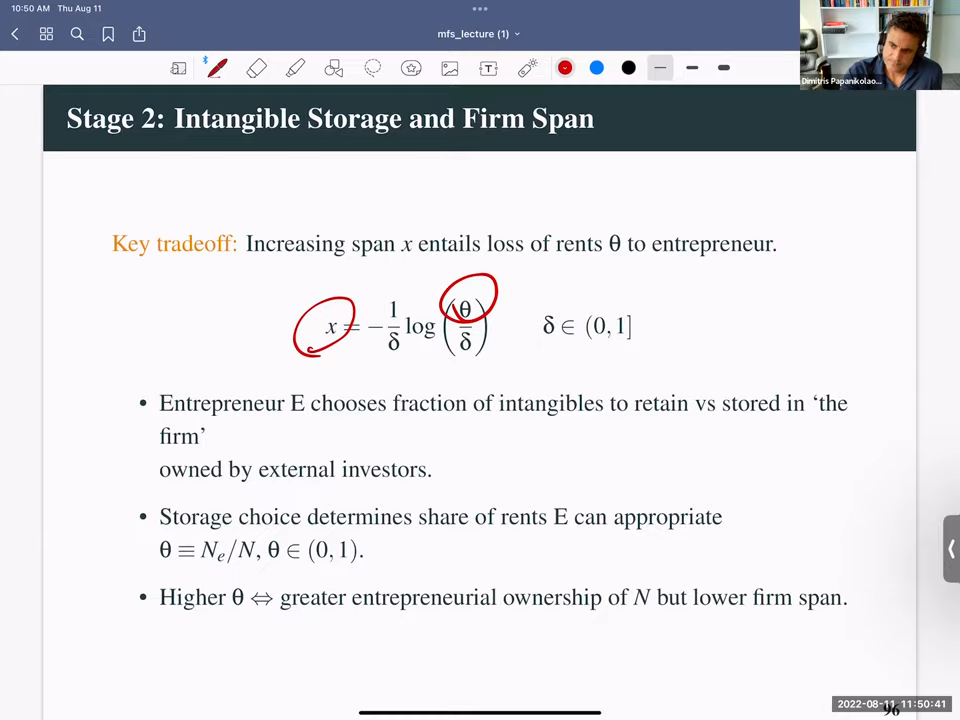 10:50 AM Thu Aug 11
mfs_lecture (1)
Dimitris Papanikolao...
Stage 2: Intangible Storage and Firm Span
Key tradeoff: Increasing span x entails loss of rents θ to entrepreneur.
x = − 1/δ log (θ/δ) δ ∈ (0, 1]
• Entrepreneur E chooses fraction of intangibles to retain vs stored in ‘the
firm’
owned by external investors.
• Storage choice determines share of rents E can appropriate
θ ≡ Nₑ/N, θ ∈ (0, 1).
• Higher θ ⇔ greater entrepreneurial ownership of N but lower firm span.
2022-08-11 11:50:41
96